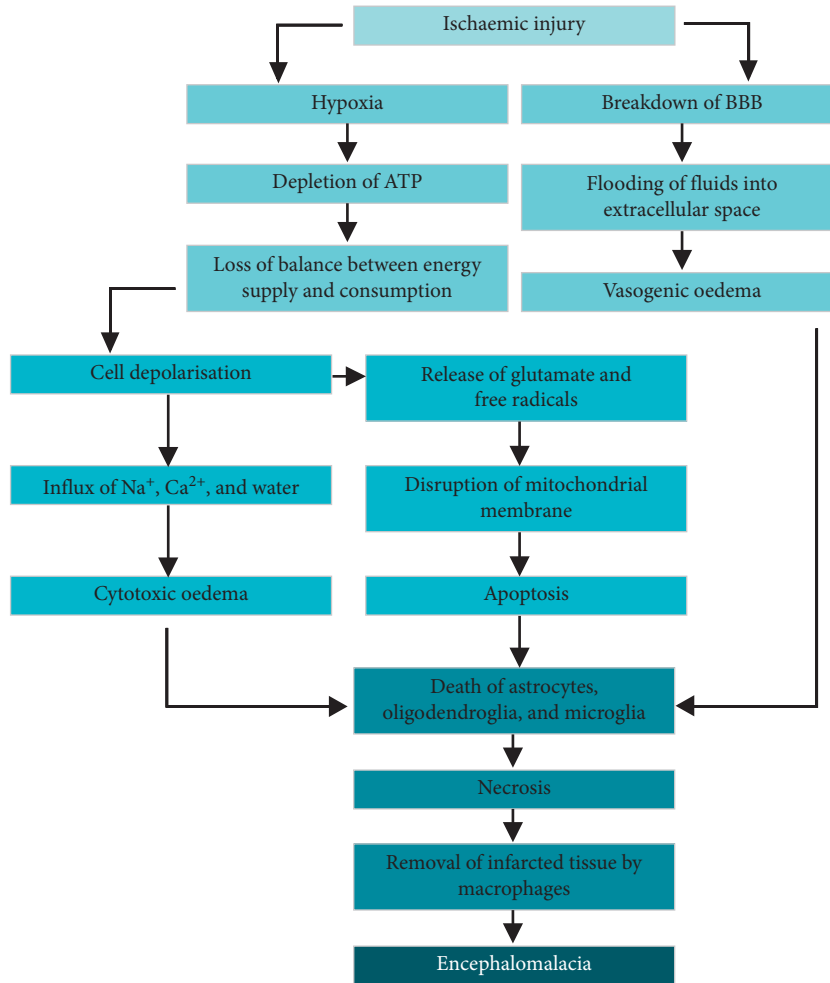 Ischaemic injury
Hypoxia
Breakdown of BBB
Depletion of ATP
Flooding of fluids into
extracellular space
Loss of balance between energy
supply and consumption
Vasogenic oedema
Cell depolarisation
Release of glutamate and
free radicals
Influx of Na⁺, Ca²⁺, and water
Disruption of mitochondrial
membrane
Cytotoxic oedema
Apoptosis
Death of astrocytes,
oligodendroglia, and microglia
Necrosis
Removal of infarcted tissue by
macrophages
Encephalomalacia